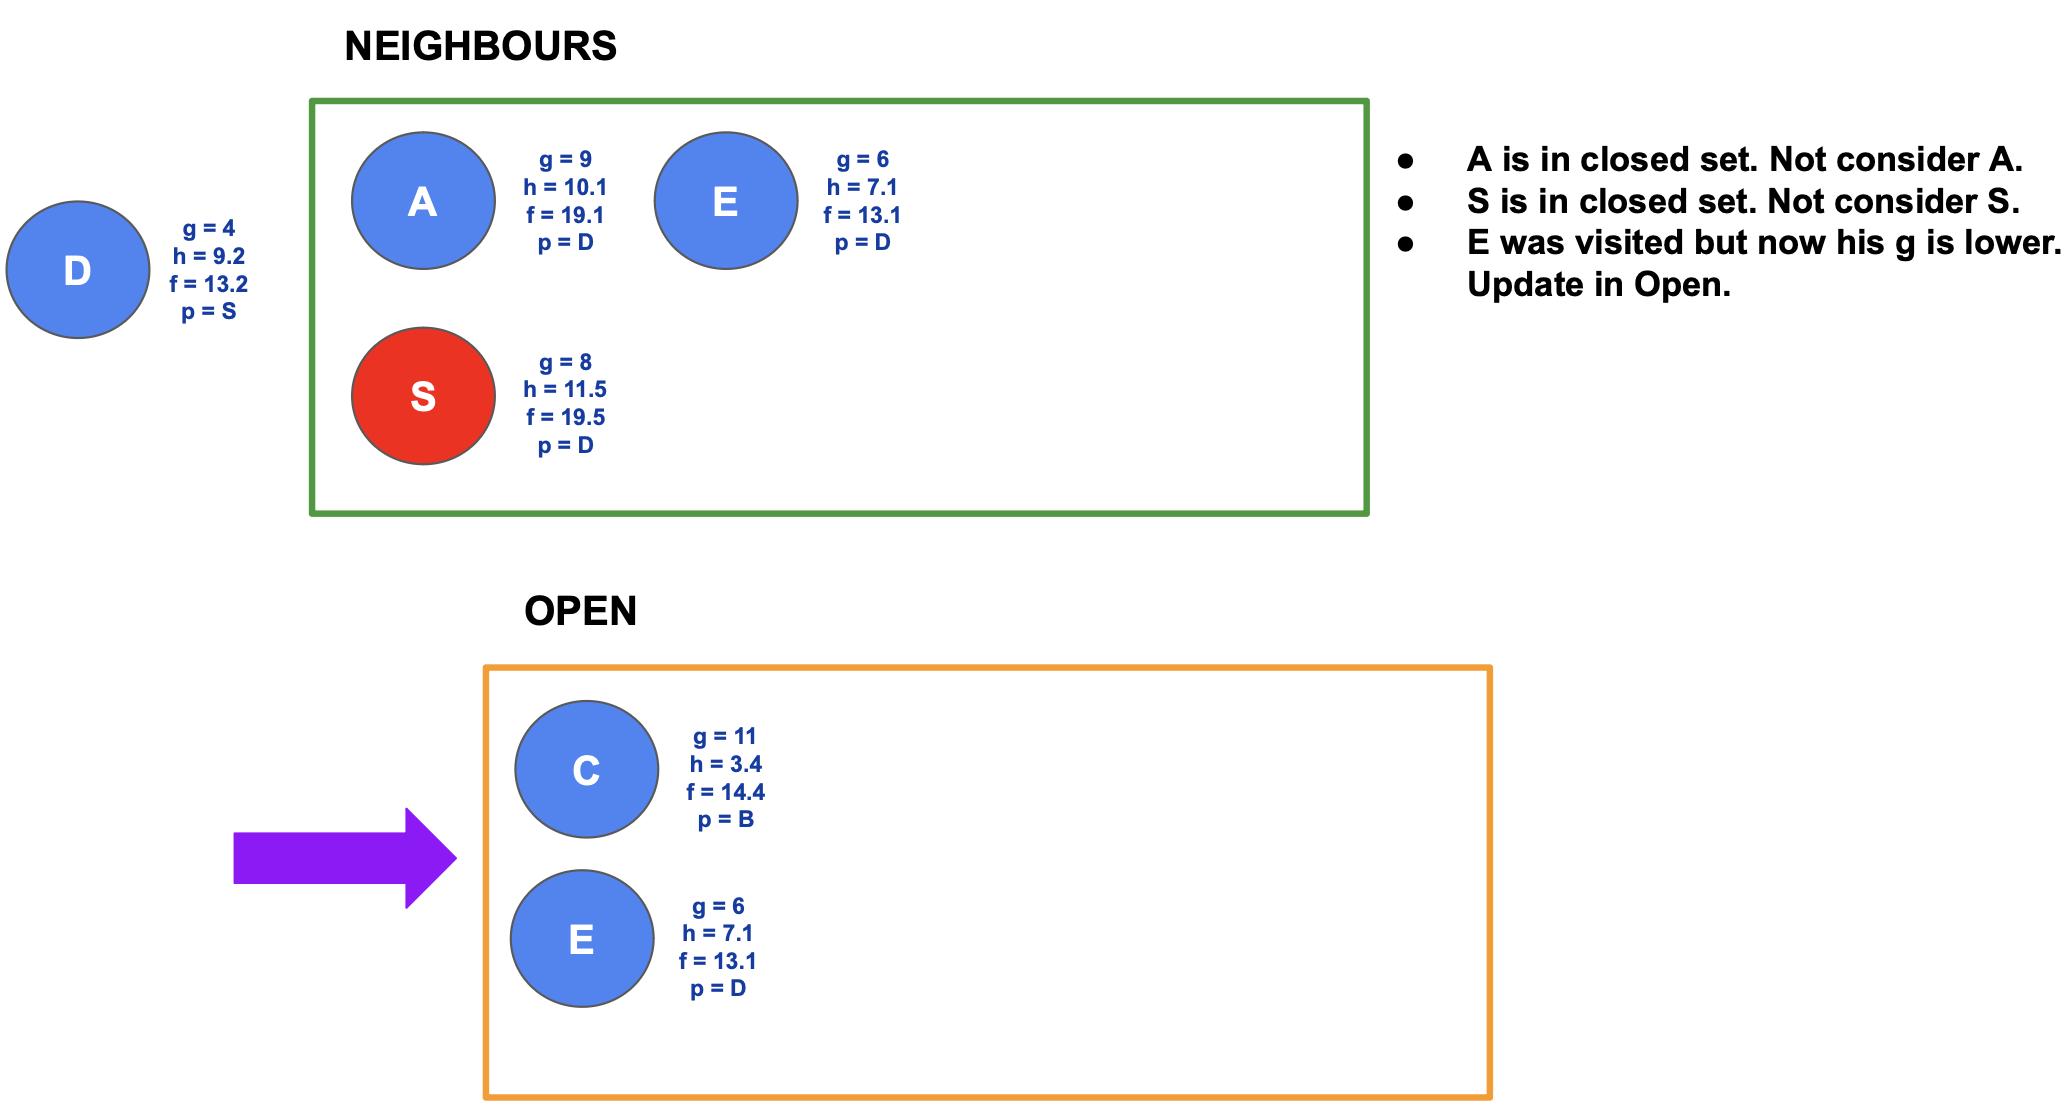 NEIGHBOURS
D
g = 4
h = 9.2
f = 13.2
p = S
A
g = 9
h = 10.1
f = 19.1
p = D
E
g = 6
h = 7.1
f = 13.1
p = D
S
g = 8
h = 11.5
f = 19.5
p = D
● A is in closed set. Not consider A.
● S is in closed set. Not consider S.
● E was visited but now his g is lower.
Update in Open.
OPEN
C
g = 11
h = 3.4
f = 14.4
p = B
E
g = 6
h = 7.1
f = 13.1
p = D